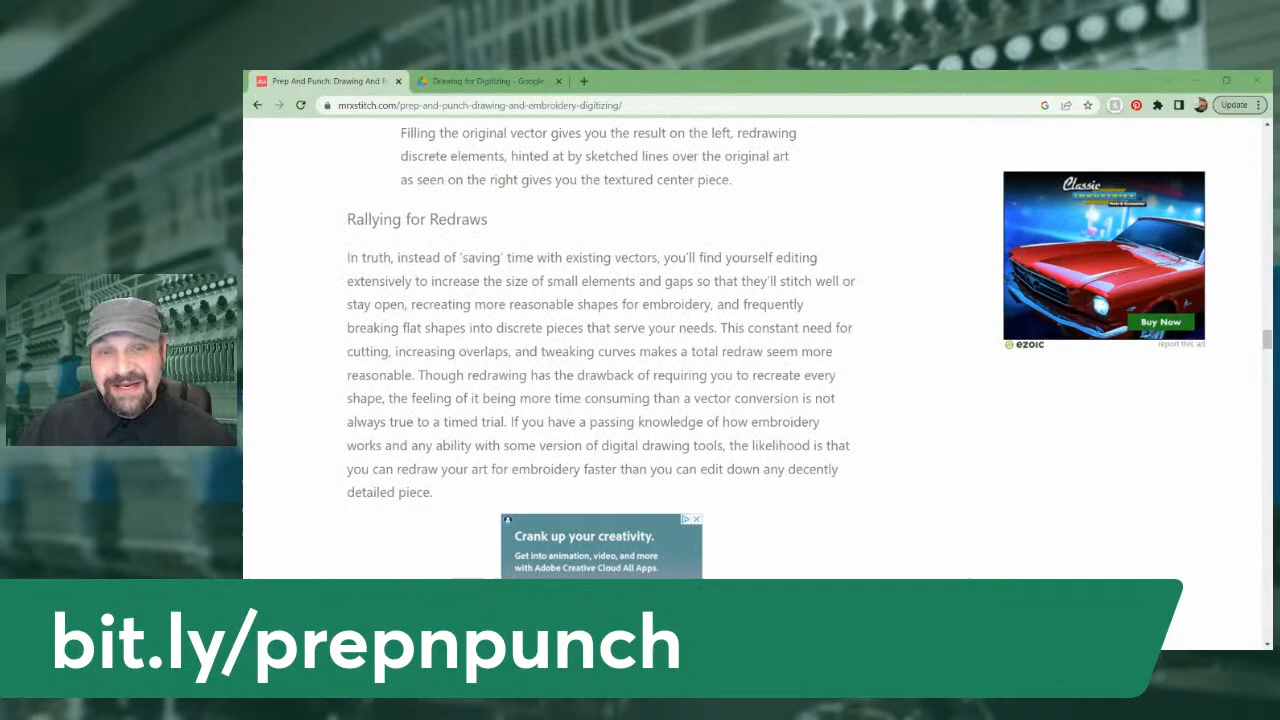 Prep And Punch: Drawing And E
Drawing for Digitizing - Google
mrxstitch.com/prep-and-punch-drawing-and-embroidery-digitizing/
Update
Filling the original vector gives you the result on the left, redrawing
discrete elements, hinted at by sketched lines over the original art
as seen on the right gives you the textured center piece.
Rallying for Redraws
In truth, instead of ‘saving’ time with existing vectors, you’ll find yourself editing
extensively to increase the size of small elements and gaps so that they’ll stitch well or
stay open, recreating more reasonable shapes for embroidery, and frequently
breaking flat shapes into discrete pieces that serve your needs. This constant need for
cutting, increasing overlaps, and tweaking curves makes a total redraw seem more
reasonable. Though redrawing has the drawback of requiring you to recreate every
shape, the feeling of it being more time consuming than a vector conversion is not
always true to a timed trial. If you have a passing knowledge of how embroidery
works and any ability with some version of digital drawing tools, the likelihood is that
you can redraw your art for embroidery faster than you can edit down any decently
detailed piece.
Classic
INDUSTRIES
Buy Now
ezoic
report this ad
Crank up your creativity.
Get into animation, video, and more
with Adobe Creative Cloud All Apps.
bit.ly/prepnpunch